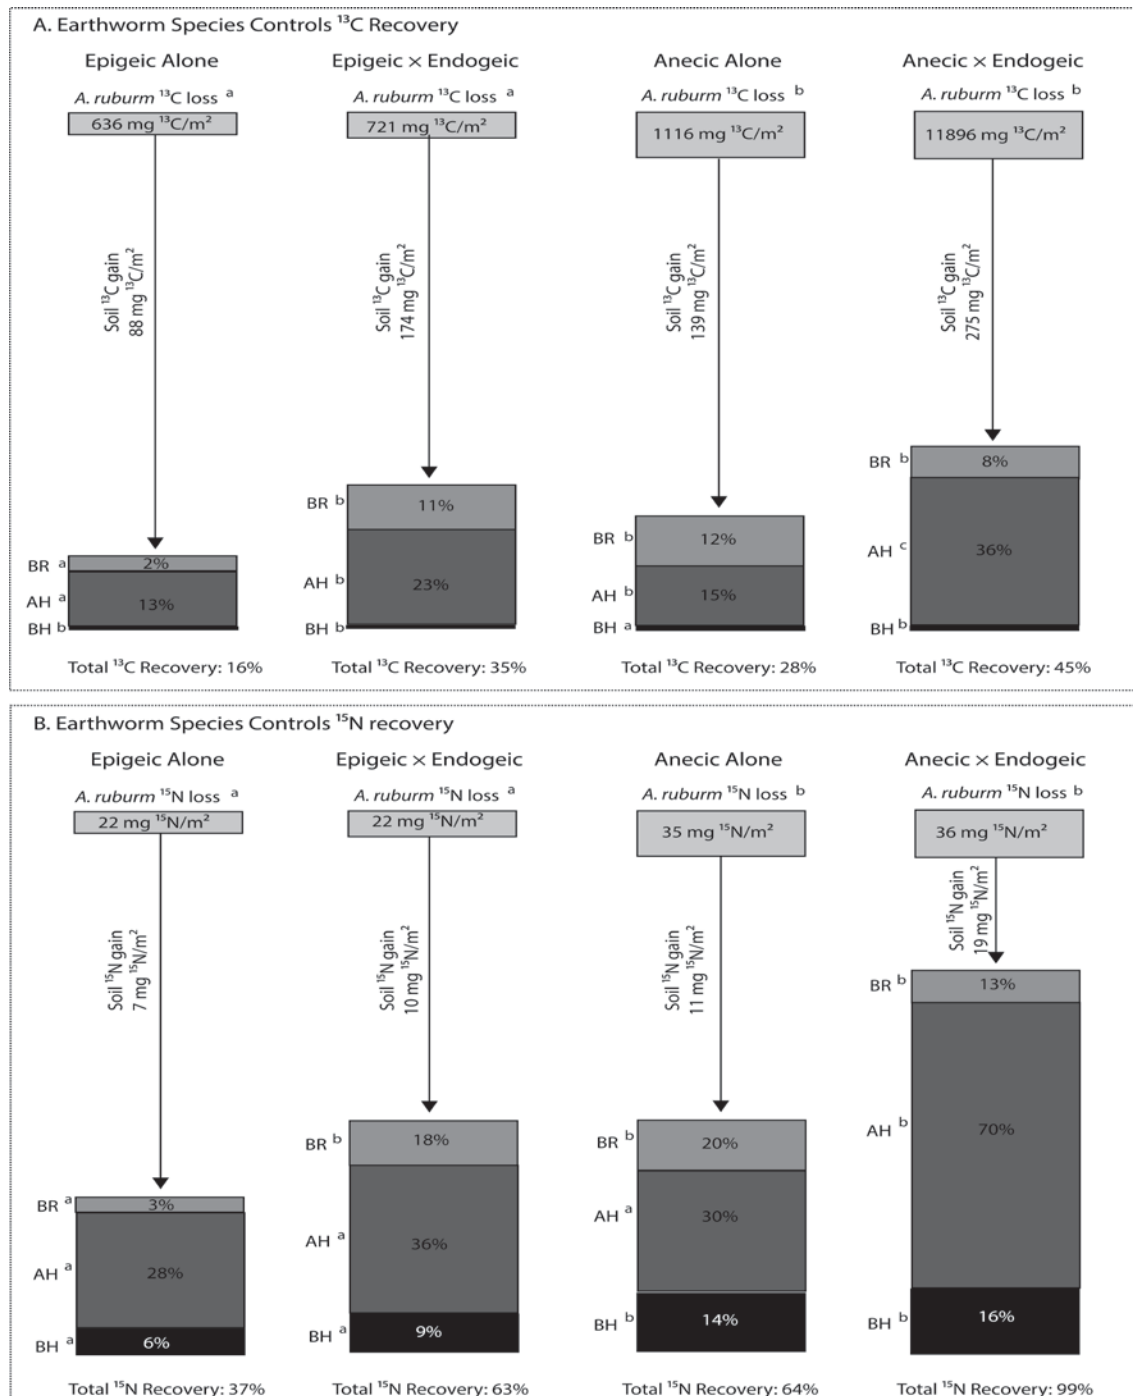 A. Earthworm Species Controls ¹³C Recovery
Epigeic Alone
A. ruburm ¹³C loss ᵃ
636 mg ¹³C/m²
Soil ¹³C gain
88 mg ¹³C/m²
BR ᵃ
2%
AH ᵃ
13%
BH ᵇ
Total ¹³C Recovery: 16%
Epigeic × Endogeic
A. ruburm ¹³C loss ᵃ
721 mg ¹³C/m²
Soil ¹³C gain
174 mg ¹³C/m²
BR ᵇ
11%
AH ᵇ
23%
BH ᵇ
Total ¹³C Recovery: 35%
Anecic Alone
A. ruburm ¹³C loss ᵇ
1116 mg ¹³C/m²
Soil ¹³C gain
139 mg ¹³C/m²
BR ᵇ
12%
AH ᵇ
15%
BH ᵃ
Total ¹³C Recovery: 28%
Anecic × Endogeic
A. ruburm ¹³C loss ᵇ
11896 mg ¹³C/m²
Soil ¹³C gain
275 mg ¹³C/m²
BR ᵇ
8%
AH ᶜ
36%
BH ᵇ
Total ¹³C Recovery: 45%
B. Earthworm Species Controls ¹⁵N recovery
Epigeic Alone
A. ruburm ¹⁵N loss ᵃ
22 mg ¹⁵N/m²
Soil ¹⁵N gain
7 mg ¹⁵N/m²
BR ᵃ
3%
AH ᵃ
28%
BH ᵃ
6%
Total ¹⁵N Recovery: 37%
Epigeic × Endogeic
A. ruburm ¹⁵N loss ᵃ
22 mg ¹⁵N/m²
Soil ¹⁵N gain
10 mg ¹⁵N/m²
BR ᵇ
18%
AH ᵃ
36%
BH ᵃ
9%
Total ¹⁵N Recovery: 63%
Anecic Alone
A. ruburm ¹⁵N loss ᵇ
35 mg ¹⁵N/m²
Soil ¹⁵N gain
11 mg ¹⁵N/m²
BR ᵇ
20%
AH ᵃ
30%
BH ᵇ
14%
Total ¹⁵N Recovery: 64%
Anecic × Endogeic
A. ruburm ¹⁵N loss ᵇ
36 mg ¹⁵N/m²
Soil ¹⁵N gain
19 mg ¹⁵N/m²
BR ᵇ
13%
AH ᵇ
70%
BH ᵇ
16%
Total ¹⁵N Recovery: 99%